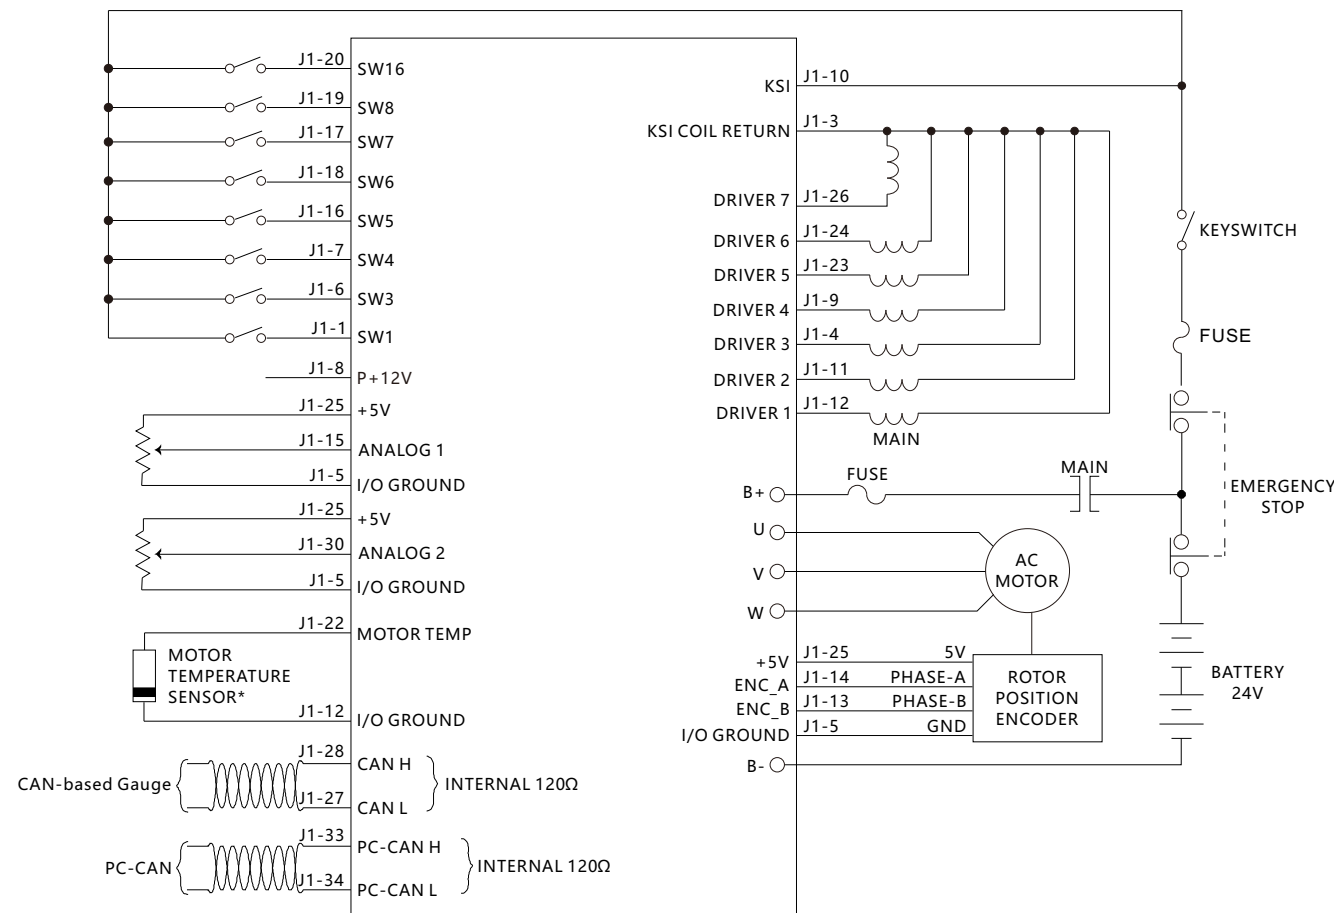 J1-20 SW16
J1-19 SW8
J1-17 SW7
J1-18 SW6
J1-16 SW5
J1-7 SW4
J1-6 SW3
J1-1 SW1
J1-8 P+12V
J1-25 +5V
J1-15 ANALOG 1
J1-5 I/O GROUND
J1-25 +5V
J1-30 ANALOG 2
J1-5 I/O GROUND
J1-22 MOTOR TEMP
MOTOR
TEMPERATURE
SENSOR*
J1-12 I/O GROUND
J1-28 CAN H
CAN-based Gauge
INTERNAL 120Ω
J1-27 CAN L
J1-33 PC-CAN H
PC-CAN
INTERNAL 120Ω
J1-34 PC-CAN L
KSI J1-10
KSI COIL RETURN J1-3
DRIVER 7 J1-26
DRIVER 6 J1-24
DRIVER 5 J1-23
DRIVER 4 J1-9
DRIVER 3 J1-4
DRIVER 2 J1-11
DRIVER 1 J1-12
MAIN
KEYSWITCH
FUSE
B+ FUSE MAIN
EMERGENCY
STOP
U
V
W
AC
MOTOR
+5V J1-25 5V
ENC_A J1-14 PHASE-A
ENC_B J1-13 PHASE-B
I/O GROUND J1-5 GND
ROTOR
POSITION
ENCODER
B-
BATTERY
24V